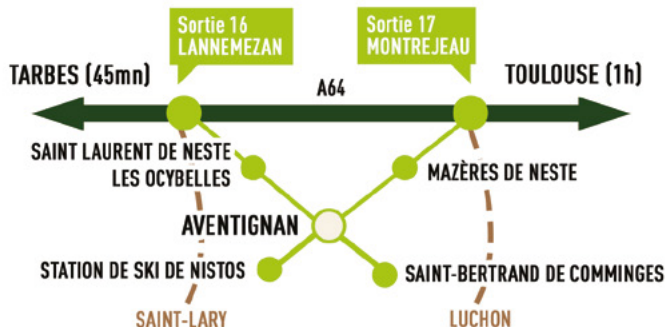 Sortie 16
LANNEMEZAN
Sortie 17
MONTREJEAU
TARBES (45mn)
A64
TOULOUSE (1h)
SAINT LAURENT DE NESTE
LES OCYBELLES
MAZÈRES DE NESTE
AVENTIGNAN
STATION DE SKI DE NISTOS
SAINT-BERTRAND DE COMMINGES
SAINT-LARY
LUCHON